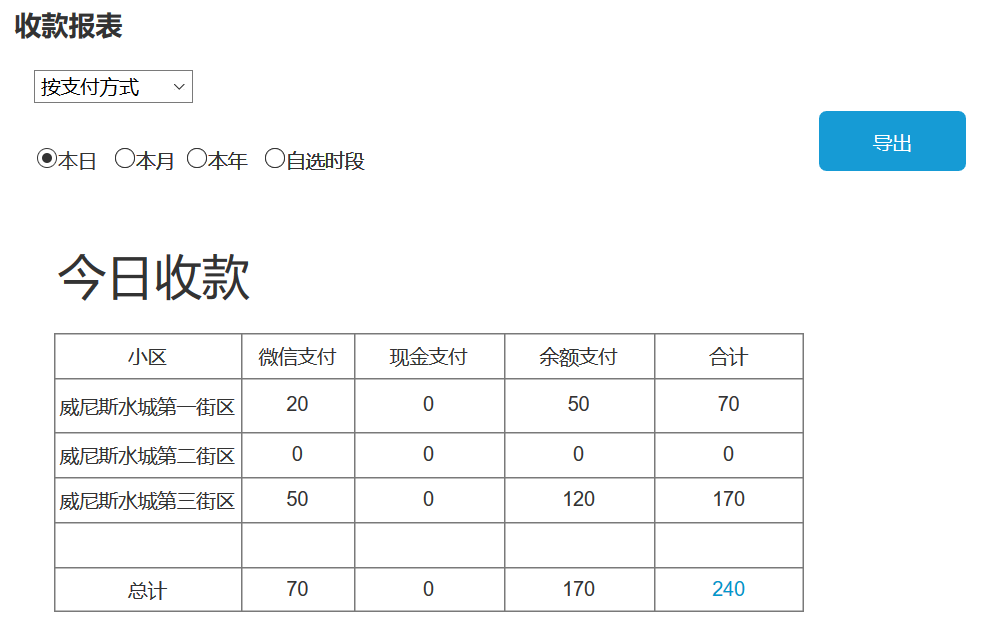 收款报表
按支付方式
导出
本日 本月 本年 自选时段
今日收款
小区 微信支付 现金支付 余额支付 合计
威尼斯水城第一街区 20 0 50 70
威尼斯水城第二街区 0 0 0 0
威尼斯水城第三街区 50 0 120 170
总计 70 0 170 240